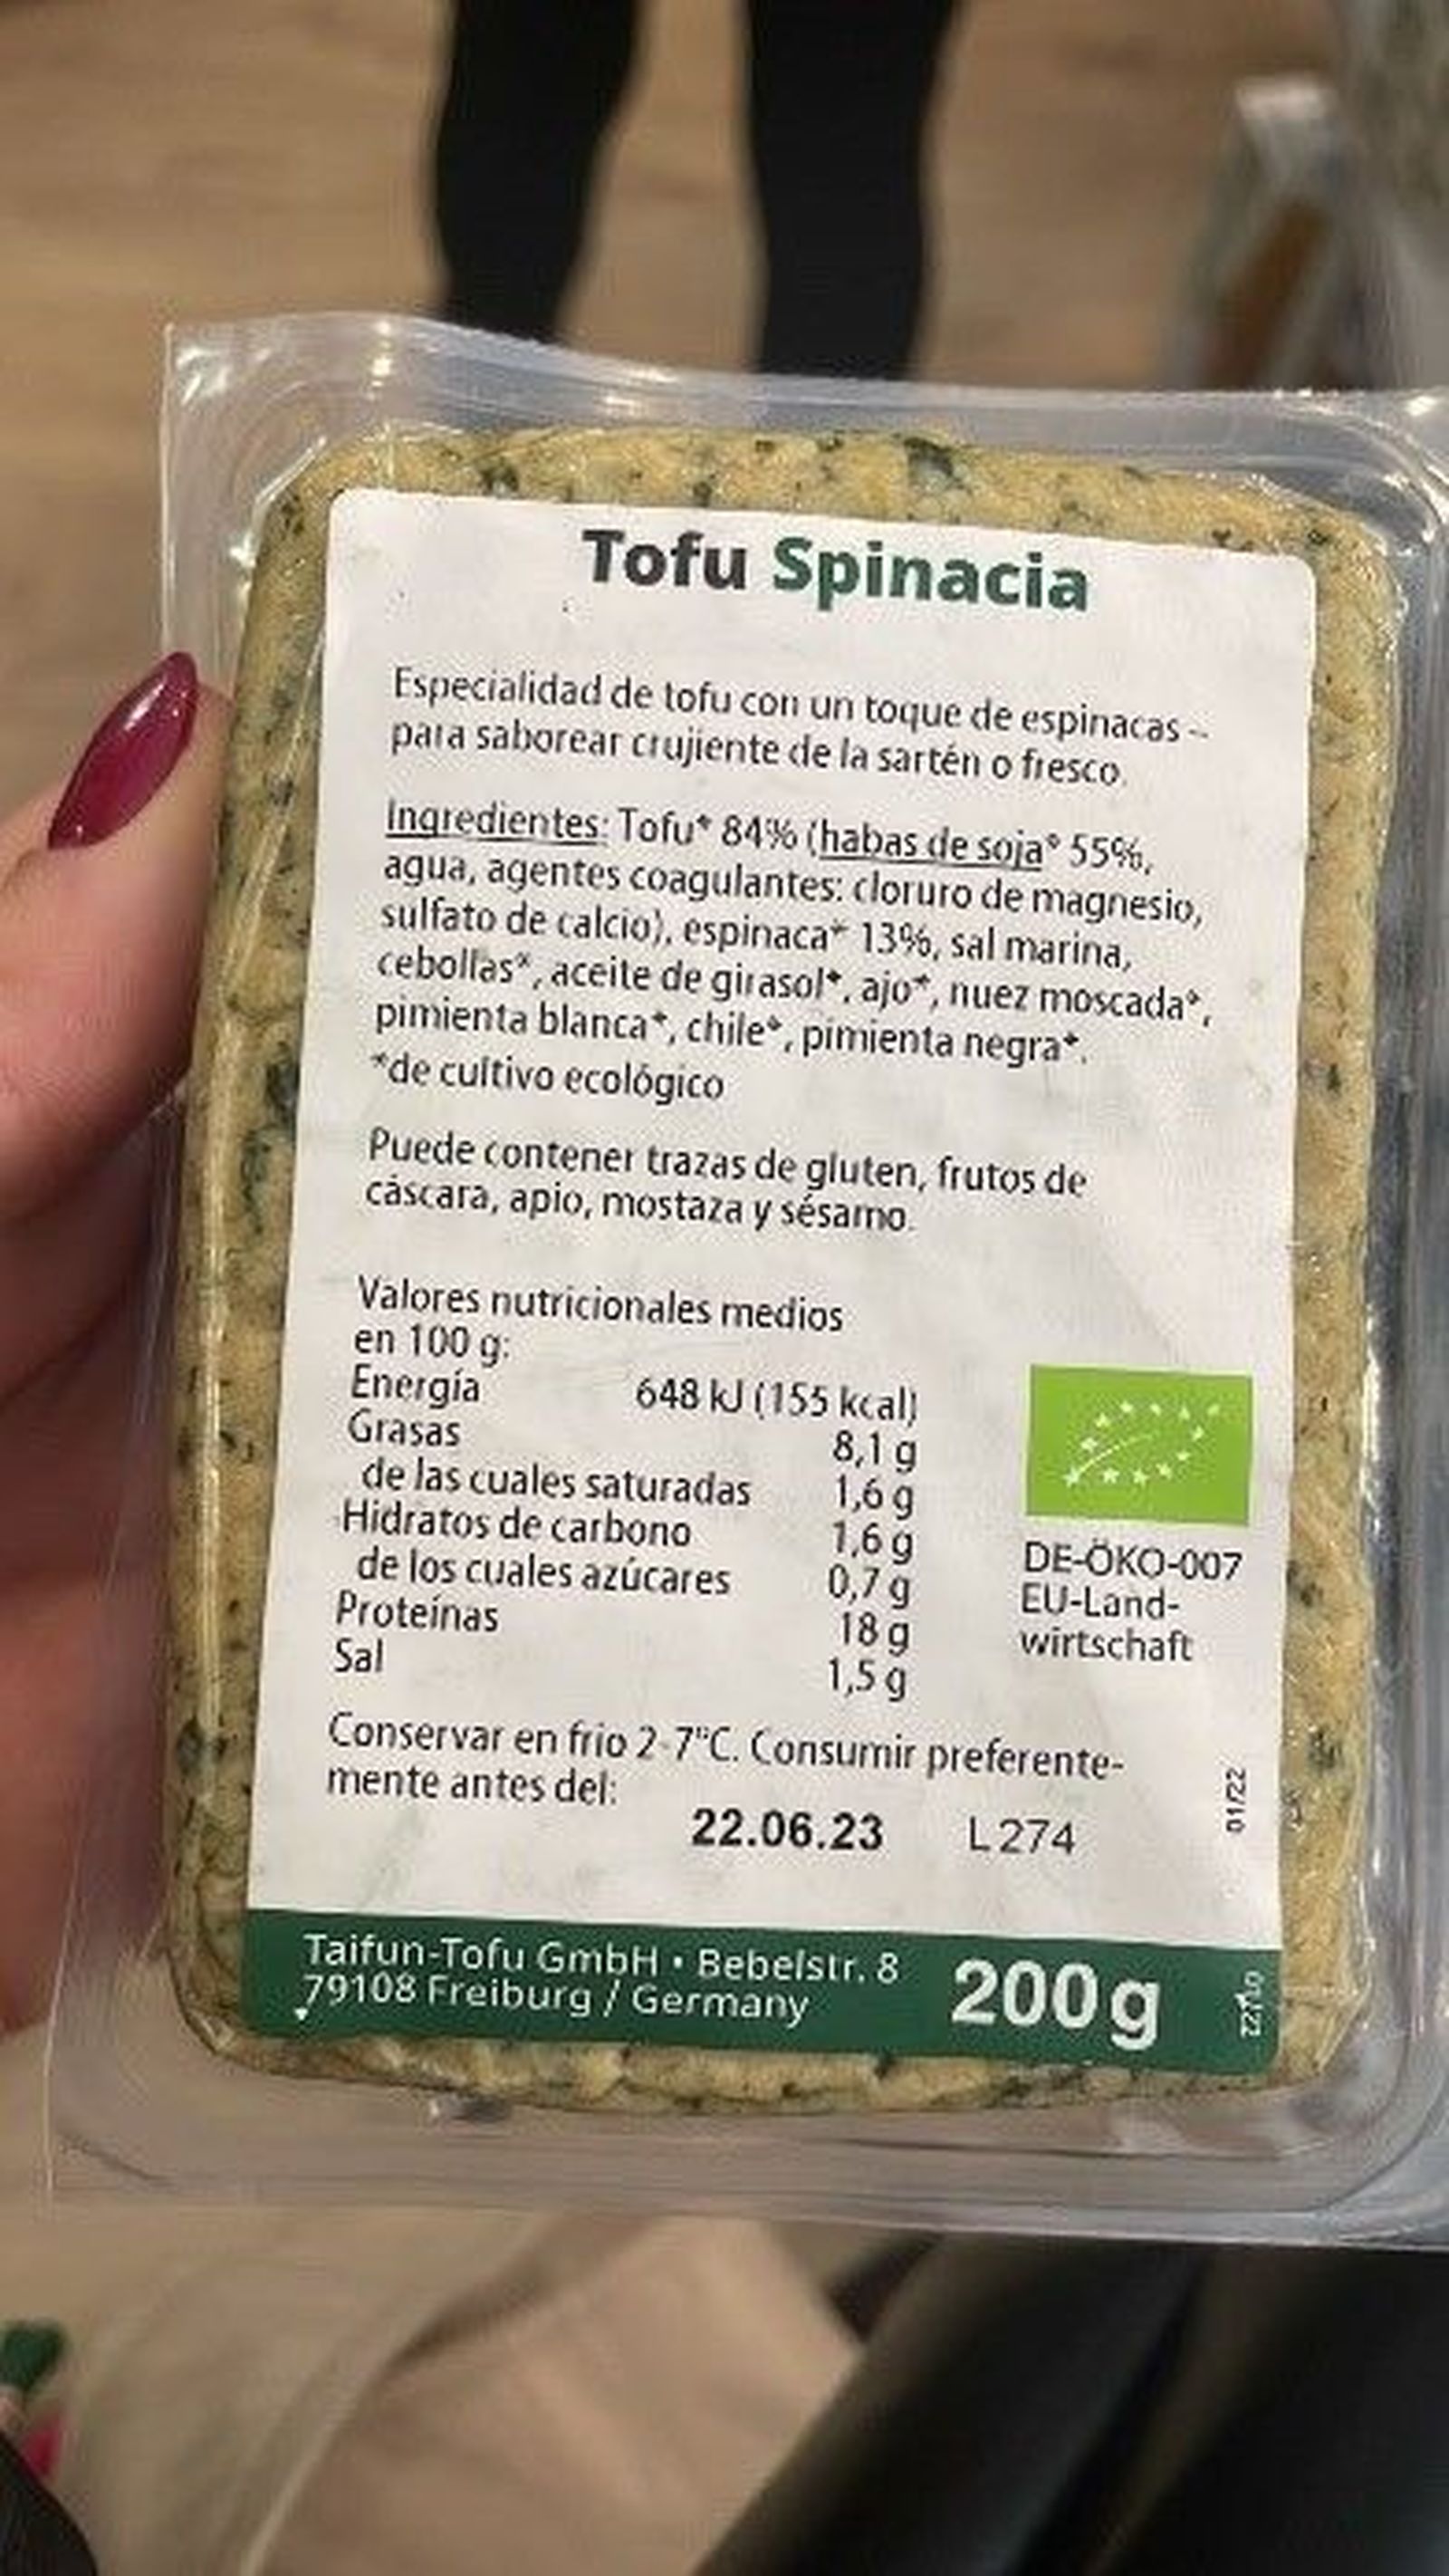 Tofu Spinacia
Especialidad de tofu con un toque de espinacas –
para saborear crujiente de la sartén o fresco.
Ingredientes: Tofu* 84% (habas de soja* 55%,
agua, agentes coagulantes: cloruro de magnesio,
sulfato de calcio), espinaca* 13%, sal marina,
cebollas*, aceite de girasol*, ajo*, nuez moscada*,
pimienta blanca*, chile*, pimienta negra*.
*de cultivo ecológico
Puede contener trazas de gluten, frutos de
cáscara, apio, mostaza y sésamo.
Valores nutricionales medios
en 100 g:
Energía 648 kJ (155 kcal)
Grasas 8,1 g
de las cuales saturadas 1,6 g
Hidratos de carbono 1,6 g
de los cuales azúcares 0,7 g
Proteínas 18 g
Sal 1,5 g
DE-ÖKO-007
EU-Land-
wirtschaft
Conservar en frío 2-7°C. Consumir preferente-
mente antes del:
22.06.23 L274
01/22
Taifun-Tofu GmbH • Bebelstr. 8
79108 Freiburg / Germany
200g